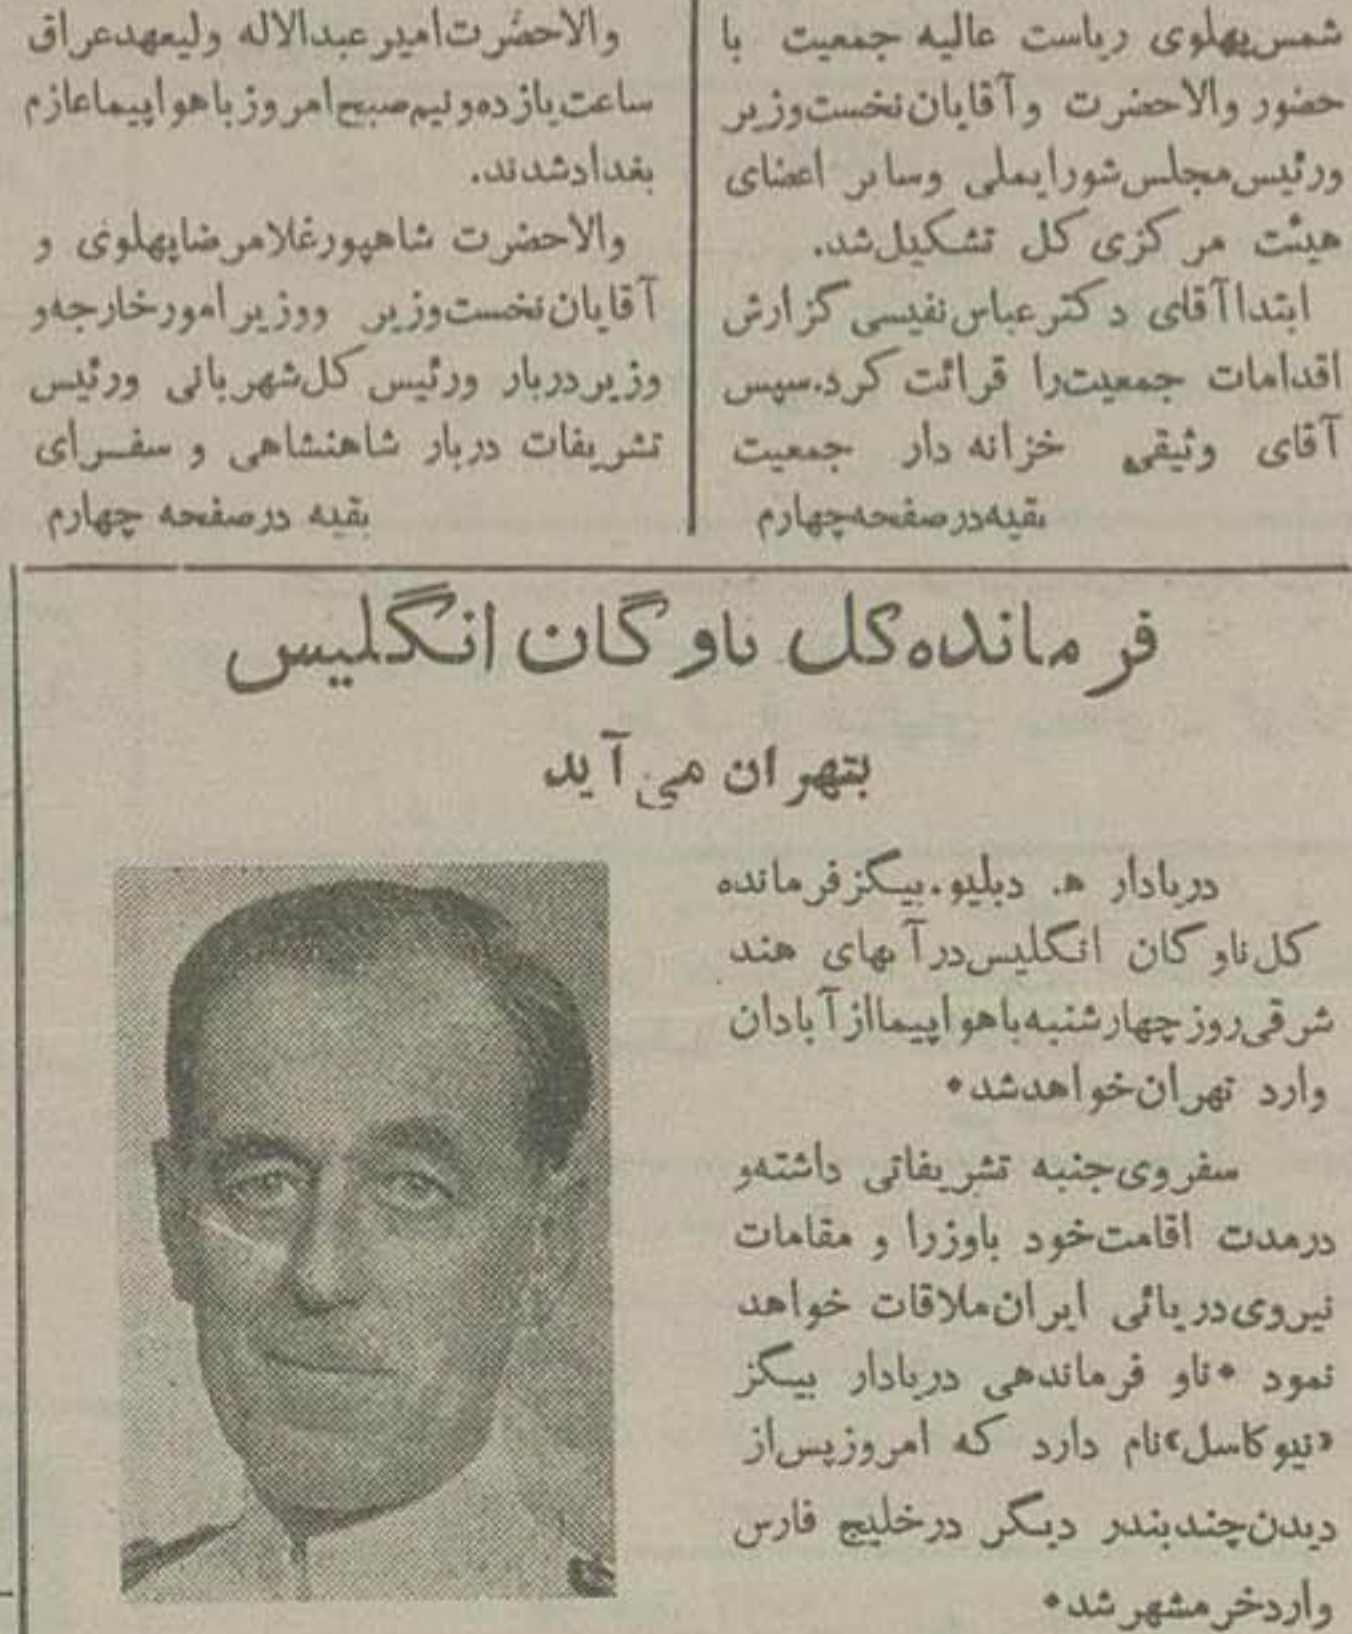 شمس‌پهلوی ریاست عالیه جمعیت با
حضور والاحضرت و آقایان نخست‌وزیر
ورئیس مجلس شورایملی وسایر اعضای
هیئت مرکزی کل تشکیل شد.
ابتدا آقای دکتر عباس نفیسی گزارش
اقدامات جمعیت‌را قرائت کرد.سپس
آقای وثیقی خزانه دار جمعیت
بقیه‌در صفحه چهارم
والاحضرت امیر عبدالاله ولیعهد عراق
ساعت یازده‌ونیم صبح امروز باهواپیما عازم
بغداد شدند.
والاحضرت شاهپور غلامرضا پهلوی و
آقایان نخست‌وزیر ووزیر امور خارجه‌و
وزیر دربار ورئیس کل شهربانی ورئیس
تشریفات دربار شاهنشاهی و سفرای
بقیه در صفحه چهارم
فرمانده کل ناوگان انگلیس
بتهران می‌آید
دریادار ه. دبلیو.بیگز فرمانده
کل ناوگان انگلیس در آبهای هند
شرقی روز چهارشنبه باهواپیما از آبادان
وارد تهران خواهد شد.
سفر وی جنبه تشریفاتی داشته‌و
درمدت اقامت خود باوزرا و مقامات
نیروی دریائی ایران ملاقات خواهد
نمود. ناو فرماندهی دریادار بیگز
«نیوکاسل» نام دارد که امروز پس از
دیدن چند بندر دیگر در خلیج فارس
وارد خرمشهر شد.